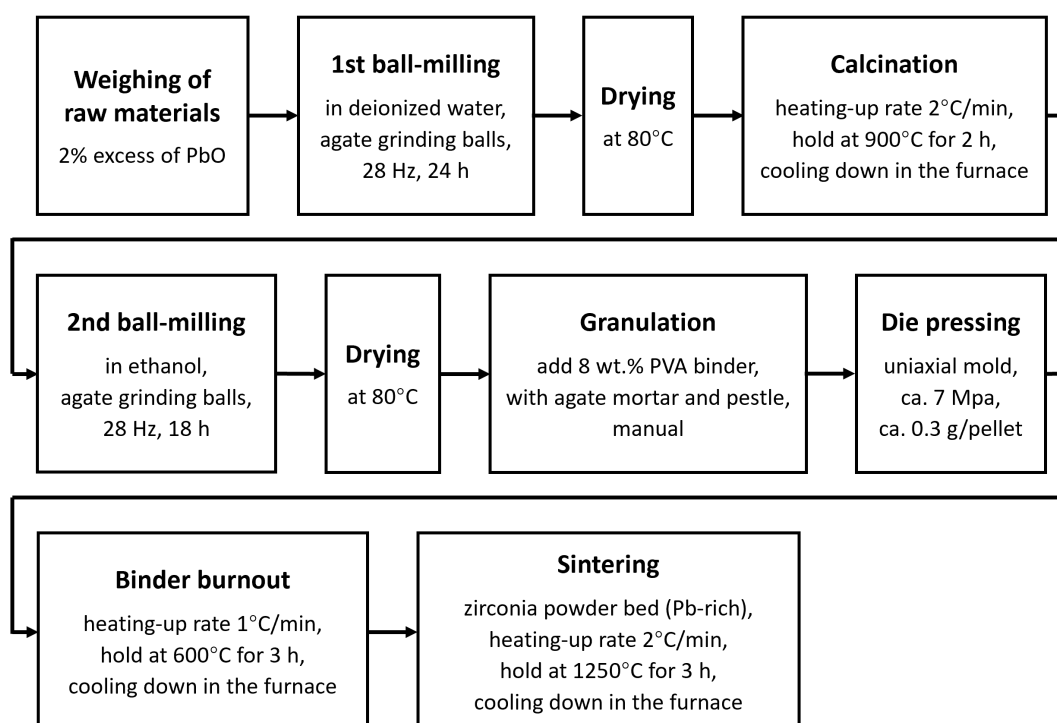 Weighing of
raw materials
2% excess of PbO
1st ball-milling
in deionized water,
agate grinding balls,
28 Hz, 24 h
Drying
at 80°C
Calcination
heating-up rate 2°C/min,
hold at 900°C for 2 h,
cooling down in the furnace
2nd ball-milling
in ethanol,
agate grinding balls,
28 Hz, 18 h
Drying
at 80°C
Granulation
add 8 wt.% PVA binder,
with agate mortar and pestle,
manual
Die pressing
uniaxial mold,
ca. 7 Mpa,
ca. 0.3 g/pellet
Binder burnout
heating-up rate 1°C/min,
hold at 600°C for 3 h,
cooling down in the furnace
Sintering
zirconia powder bed (Pb-rich),
heating-up rate 2°C/min,
hold at 1250°C for 3 h,
cooling down in the furnace